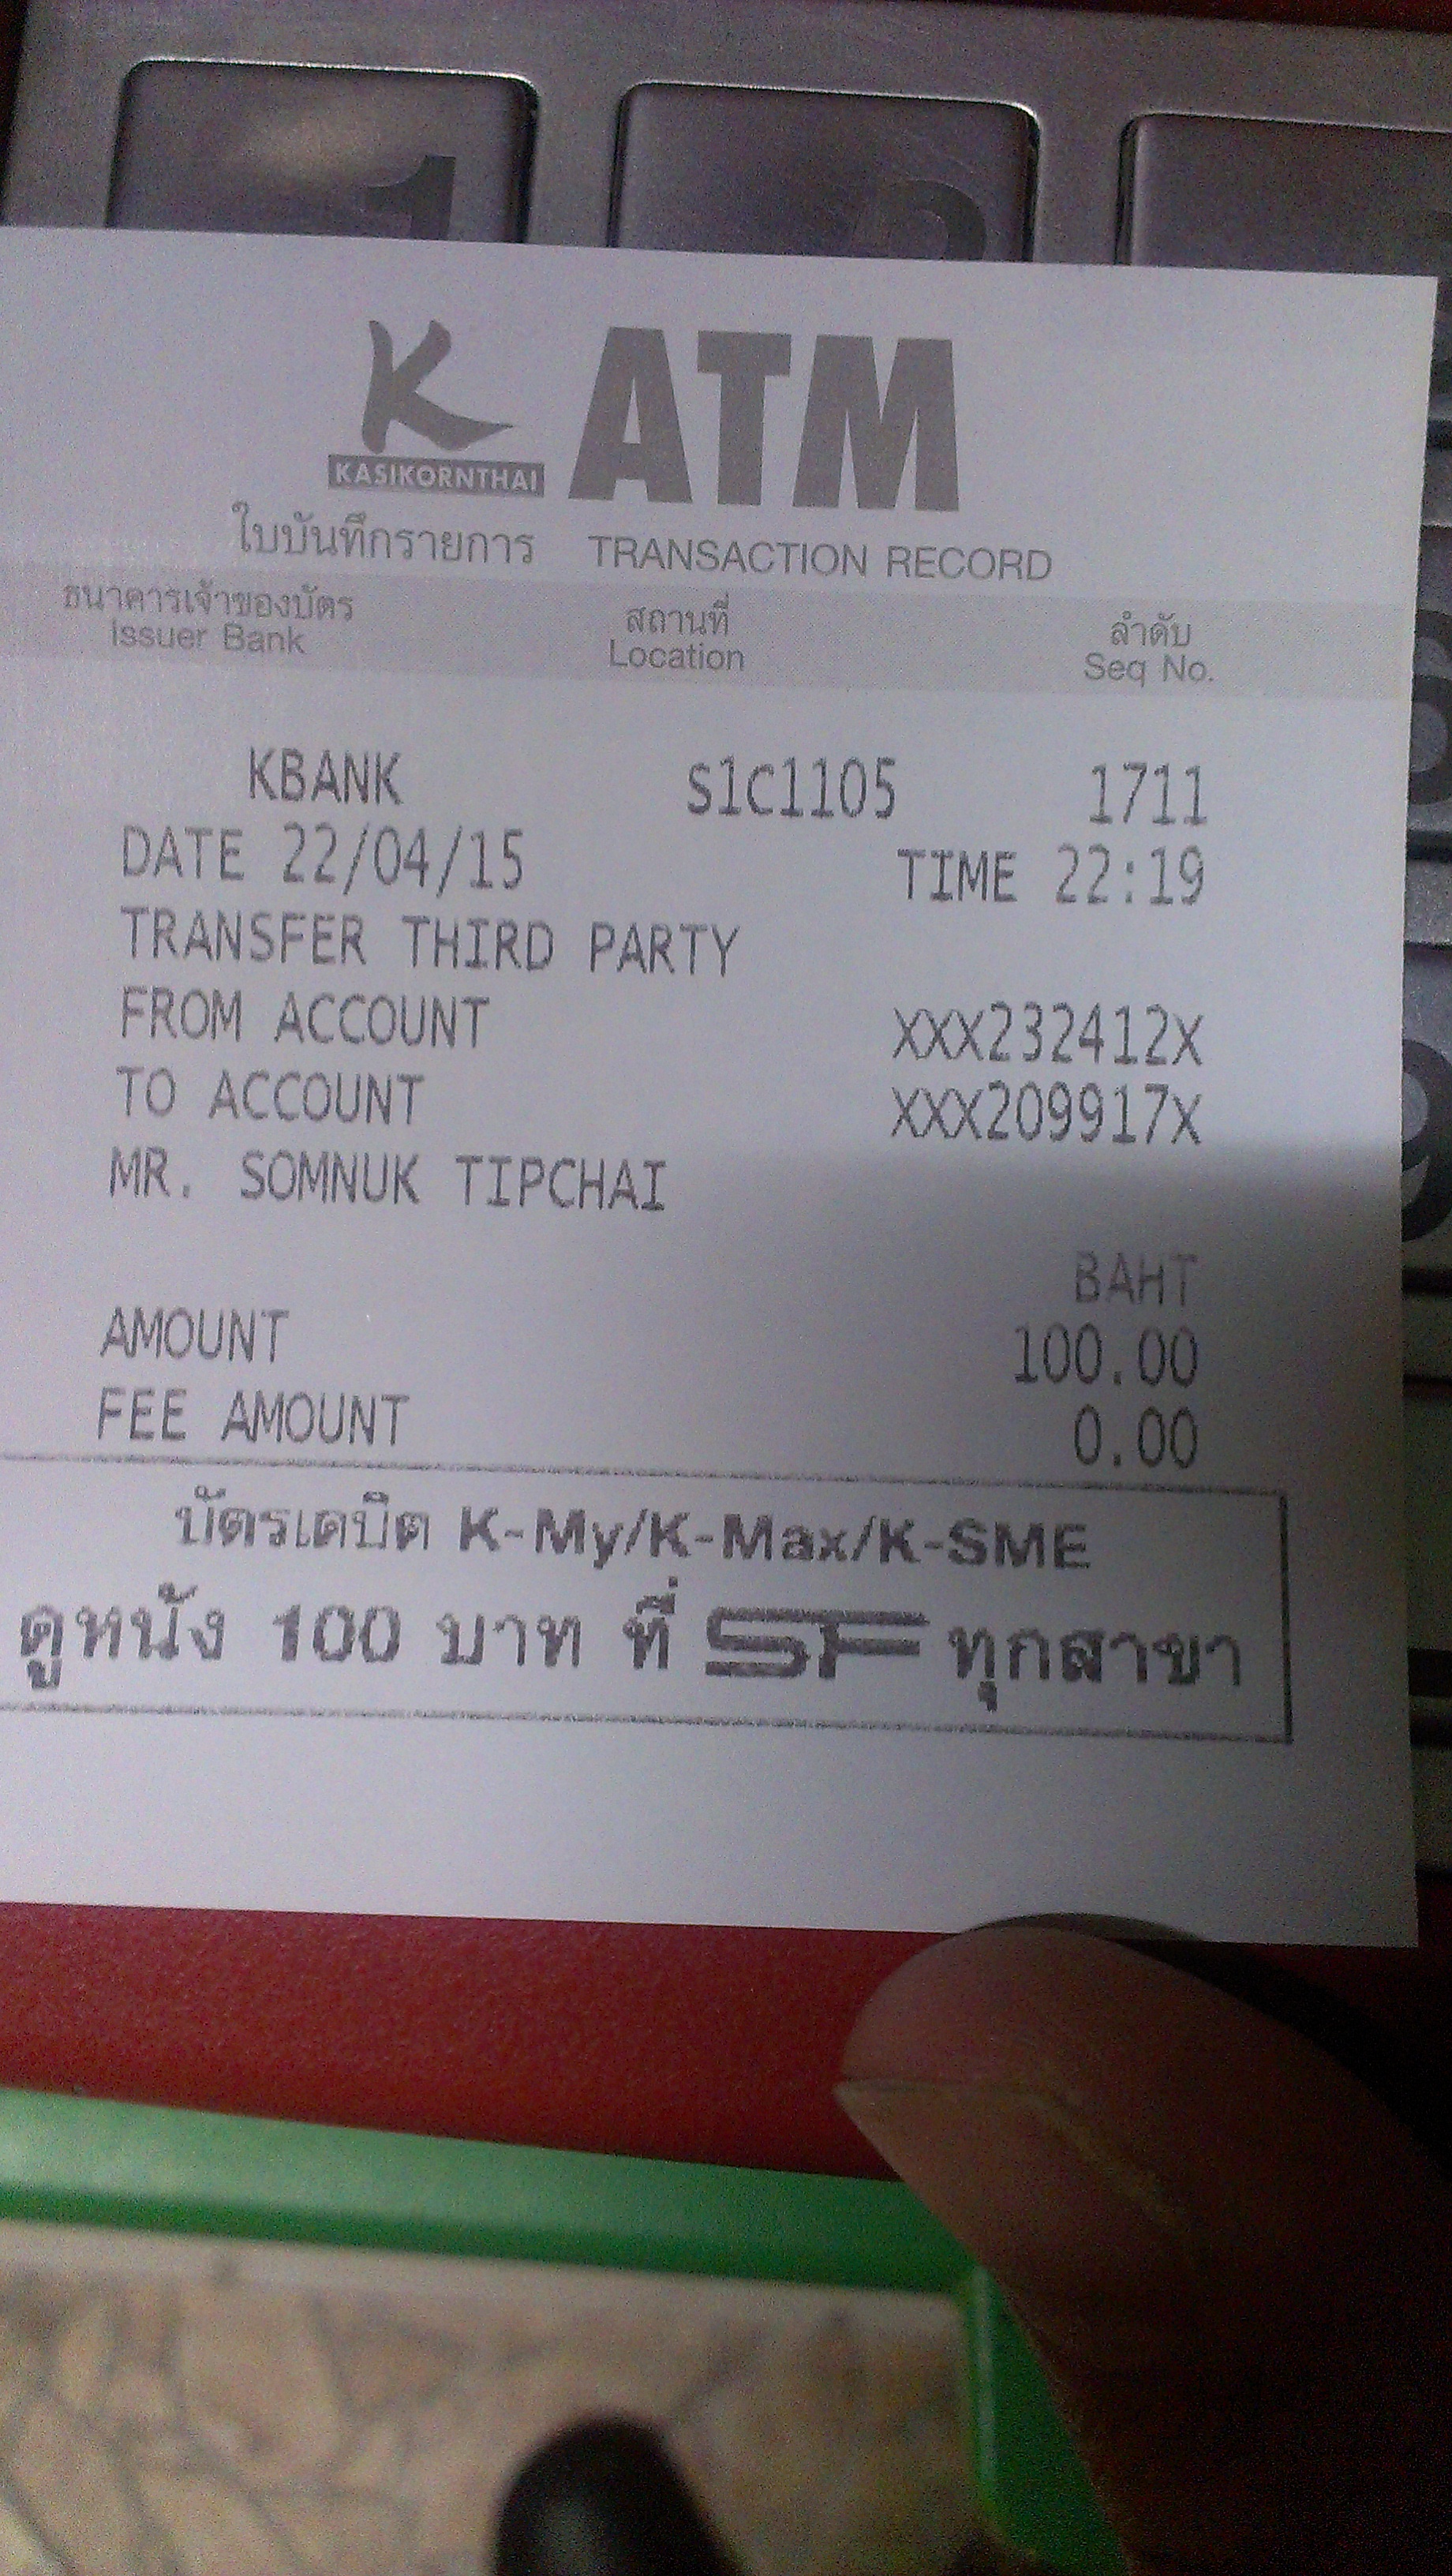 1 2
K ATM
KASIKORNTHAI
ใบบันทึกรายการ TRANSACTION RECORD
ธนาคารเจ้าของบัตร สถานที่ ลำดับ
Issuer Bank Location Seq No.
KBANK S1C1105 1711
DATE 22/04/15 TIME 22:19
TRANSFER THIRD PARTY
FROM ACCOUNT XXX232412X
TO ACCOUNT XXX209917X
MR. SOMNUK TIPCHAI
BAHT
AMOUNT 100.00
FEE AMOUNT 0.00
บัตรเดบิต K-My/K-Max/K-SME
ดูหนัง 100 บาท ที่ SF ทุกสาขา